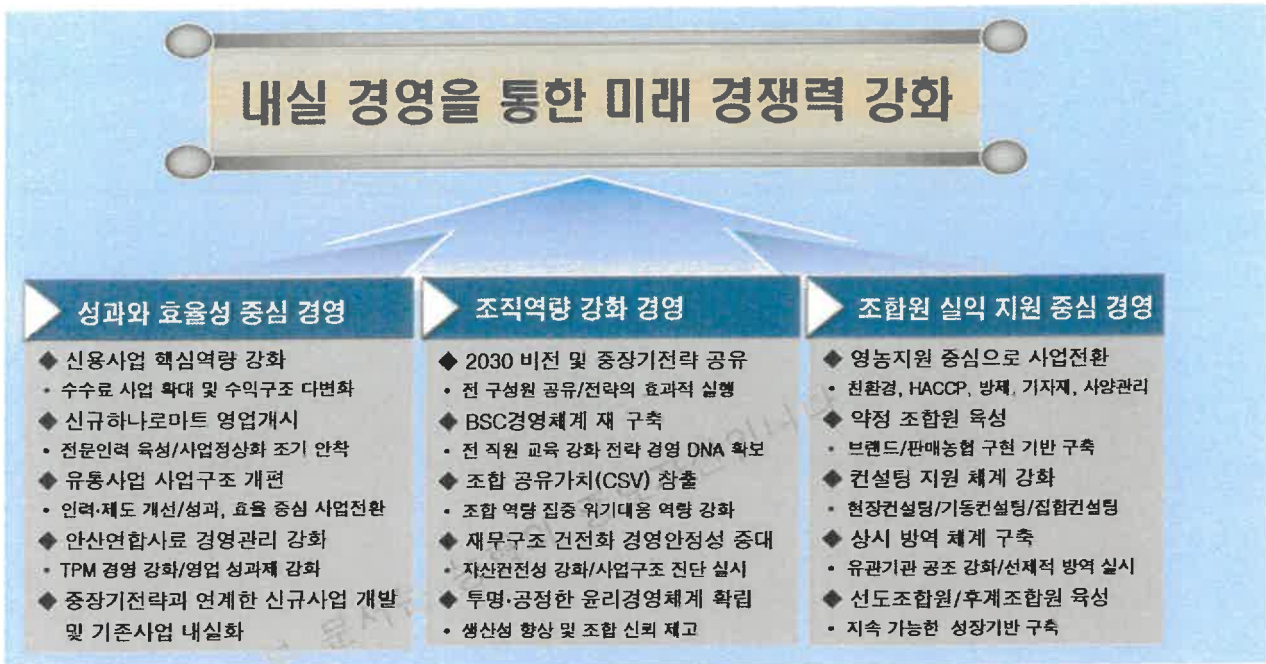 내실 경영을 통한 미래 경쟁력 강화
성과와 효율성 중심 경영
◆ 신용사업 핵심역량 강화
• 수수료 사업 확대 및 수익구조 다변화
◆ 신규하나로마트 영업개시
• 전문인력 육성/사업정상화 조기 안착
◆ 유통사업 사업구조 개편
• 인력·제도 개선/성과, 효율 중심 사업전환
◆ 안산연합사료 경영관리 강화
• TPM 경영 강화/영업 성과제 강화
◆ 중장기전략과 연계한 신규사업 개발
및 기존사업 내실화
조직역량 강화 경영
◆ 2030 비전 및 중장기전략 공유
• 전 구성원 공유/전략의 효과적 실행
◆ BSC경영체계 재 구축
• 전 직원 교육 강화 전략 경영 DNA 확보
◆ 조합 공유가치(CSV) 창출
• 조합 역량 집중 위기대응 역량 강화
◆ 재무구조 건전화 경영안정성 증대
• 자산건전성 강화/사업구조 진단 실시
◆ 투명·공정한 윤리경영체계 확립
• 생산성 향상 및 조합 신뢰 제고
조합원 실익 지원 중심 경영
◆ 영농지원 중심으로 사업전환
• 친환경, HACCP, 방제, 기자재, 사양관리
◆ 약정 조합원 육성
• 브랜드/판매농협 구현 기반 구축
◆ 컨설팅 지원 체계 강화
• 현장컨설팅/기동컨설팅/집합컨설팅
◆ 상시 방역 체계 구축
• 유관기관 공조 강화/선제적 방역 실시
◆ 선도조합원/후계조합원 육성
• 지속 가능한 성장기반 구축